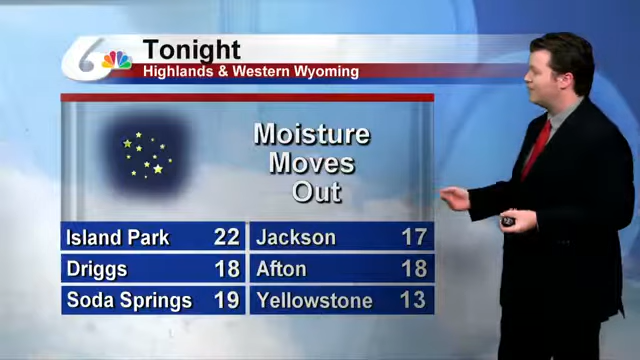 6
Tonight
Highlands & Western Wyoming
Moisture
Moves
Out
Island Park 22 Jackson 17
Driggs 18 Afton 18
Soda Springs 19 Yellowstone 13